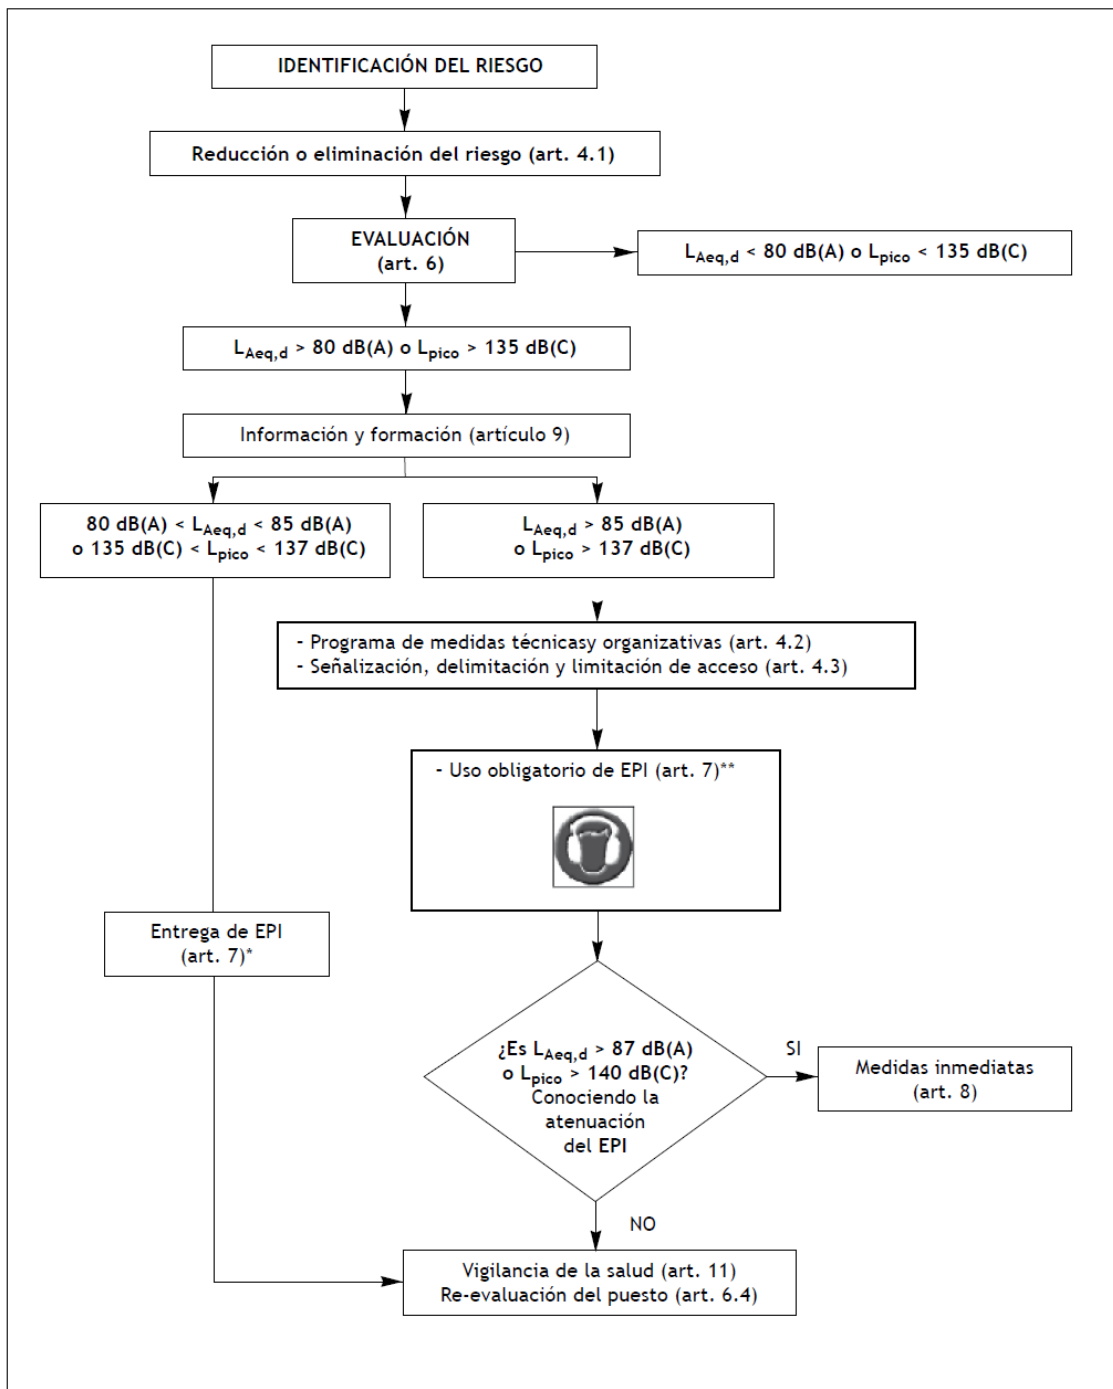 IDENTIFICACIÓN DEL RIESGO
Reducción o eliminación del riesgo (art. 4.1)
EVALUACIÓN
(art. 6)
LAeq,d < 80 dB(A) o Lpico < 135 dB(C)
LAeq,d > 80 dB(A) o Lpico > 135 dB(C)
Información y formación (artículo 9)
80 dB(A) < LAeq,d < 85 dB(A)
o 135 dB(C) < Lpico < 137 dB(C)
LAeq,d > 85 dB(A)
o Lpico > 137 dB(C)
- Programa de medidas técnicasy organizativas (art. 4.2)
- Señalización, delimitación y limitación de acceso (art. 4.3)
- Uso obligatorio de EPI (art. 7)**
Entrega de EPI
(art. 7)*
¿Es LAeq,d > 87 dB(A)
o Lpico > 140 dB(C)?
Conociendo la
atenuación
del EPI
SI
Medidas inmediatas
(art. 8)
NO
Vigilancia de la salud (art. 11)
Re-evaluación del puesto (art. 6.4)